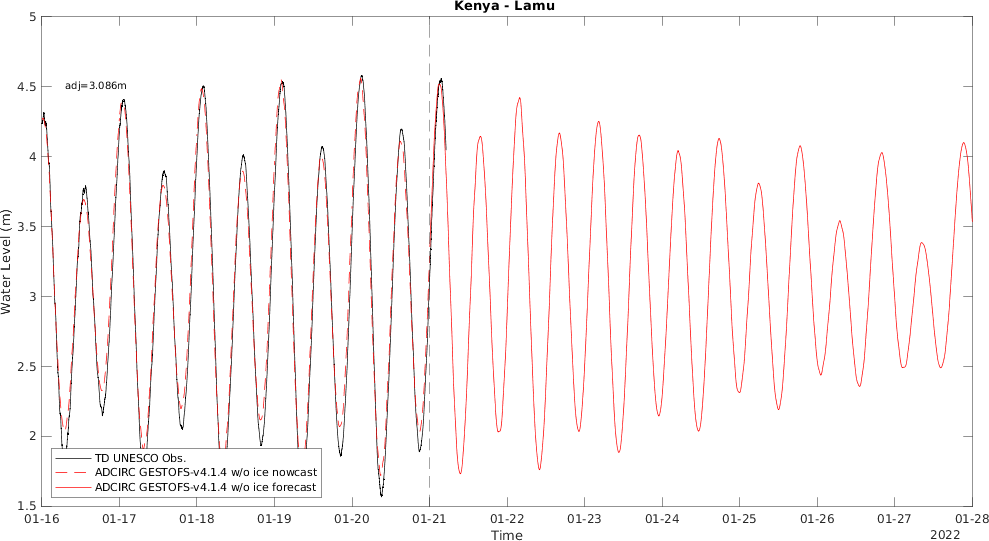 Kenya - Lamu
5
4.5
4
3.5
3
2.5
2
1.5
Water Level (m)
adj=3.086m
TD UNESCO Obs.
ADCIRC GESTOFS-v4.1.4 w/o ice nowcast
ADCIRC GESTOFS-v4.1.4 w/o ice forecast
01-16 01-17 01-18 01-19 01-20 01-21 01-22 01-23 01-24 01-25 01-26 01-27 01-28
Time
2022